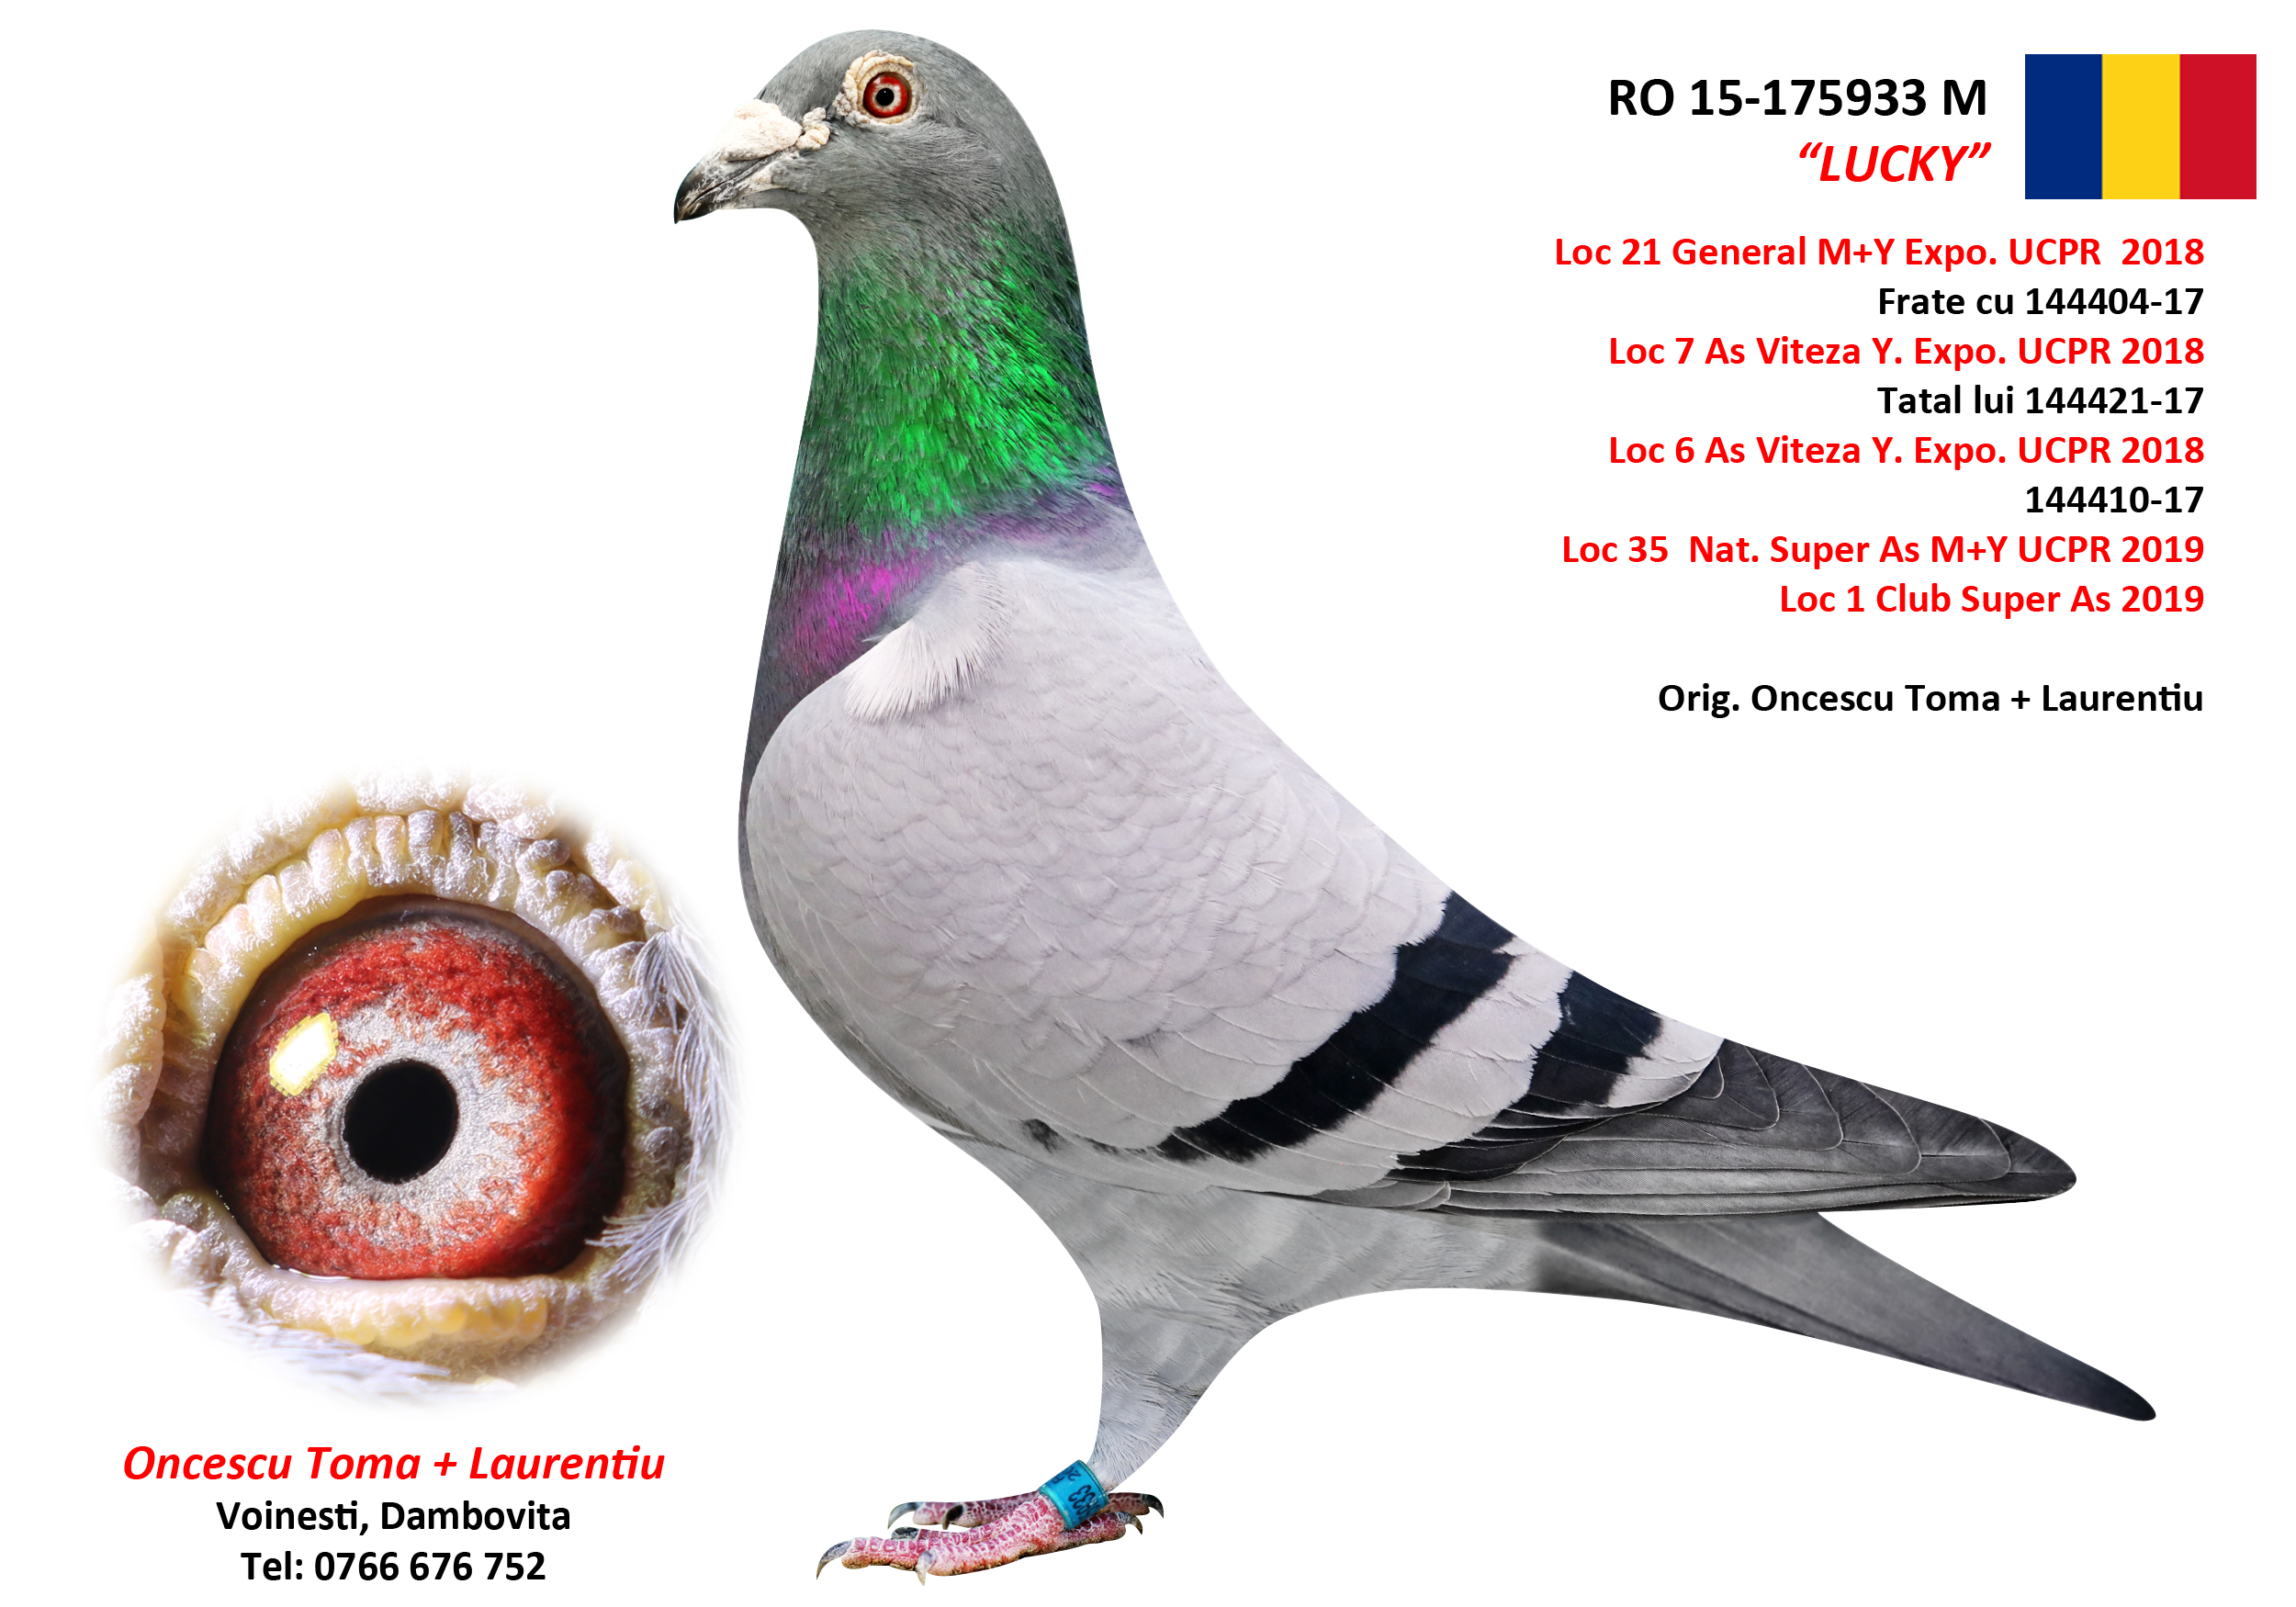 RO 15-175933 M
“LUCKY”
Loc 21 General M+Y Expo. UCPR 2018
Frate cu 144404-17
Loc 7 As Viteza Y. Expo. UCPR 2018
Tatal lui 144421-17
Loc 6 As Viteza Y. Expo. UCPR 2018
144410-17
Loc 35 Nat. Super As M+Y UCPR 2019
Loc 1 Club Super As 2019
Orig. Oncescu Toma + Laurentiu
Oncescu Toma + Laurentiu
Voinesti, Dambovita
Tel: 0766 676 752